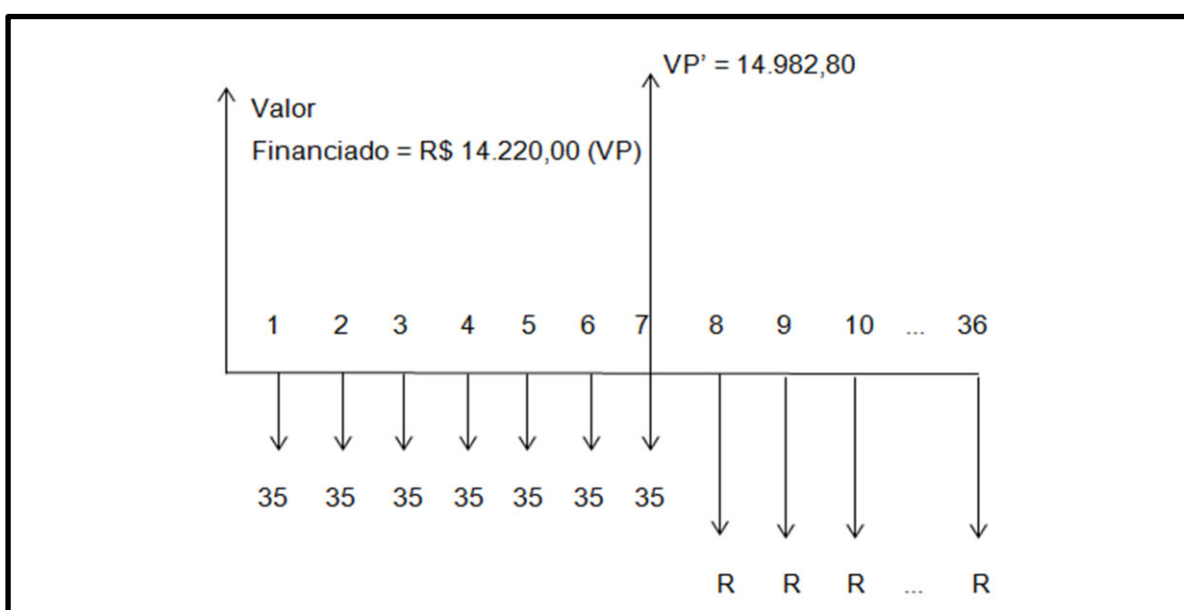 VP’ = 14.982,80
Valor
Financiado = R$ 14.220,00 (VP)
1 2 3 4 5 6 7 8 9 10 ... 36
35 35 35 35 35 35 35
R R R ... R